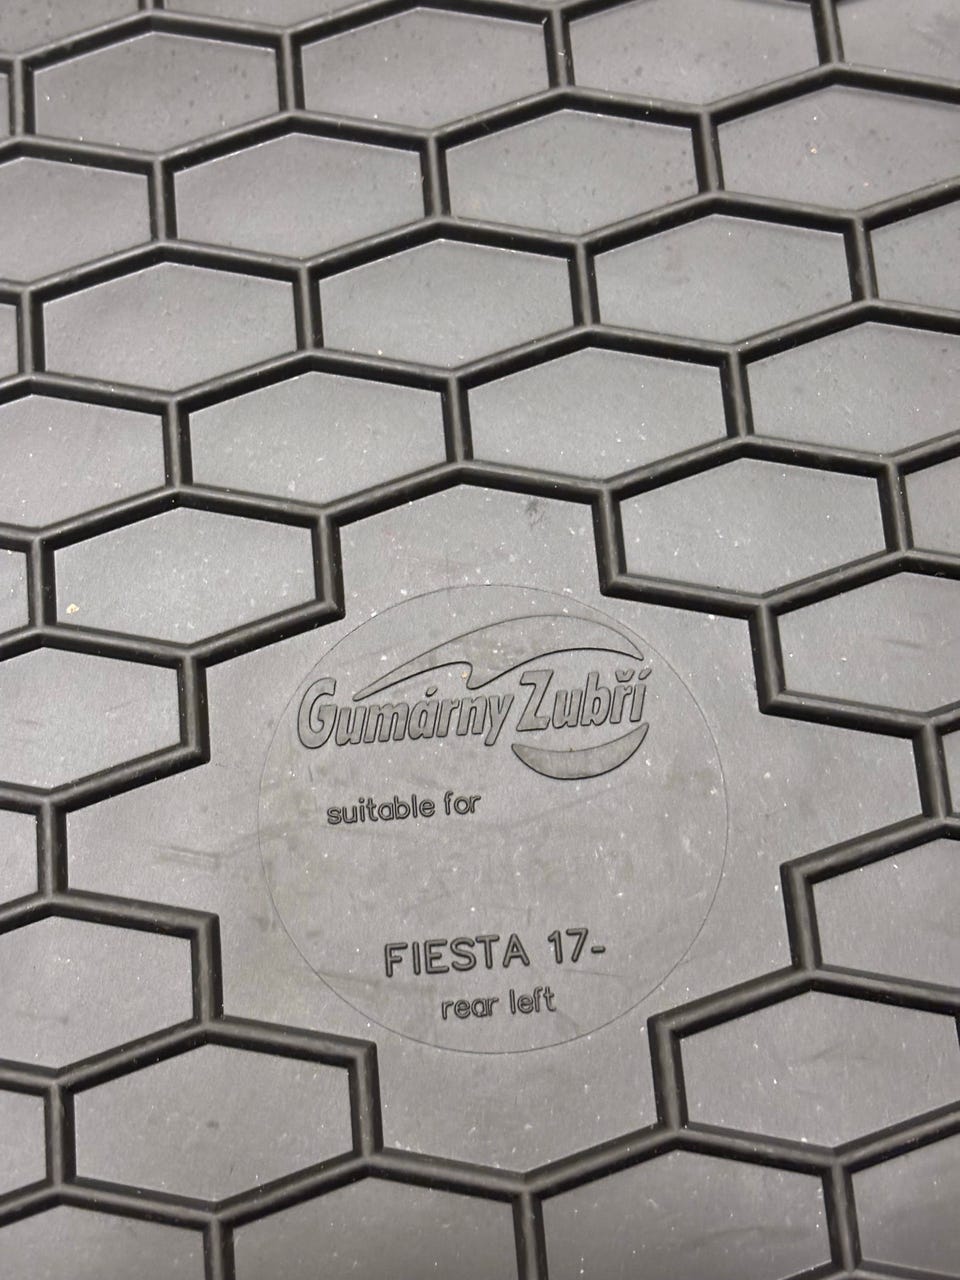 Gumárny Zubří
suitable for
FIESTA 17-
rear left